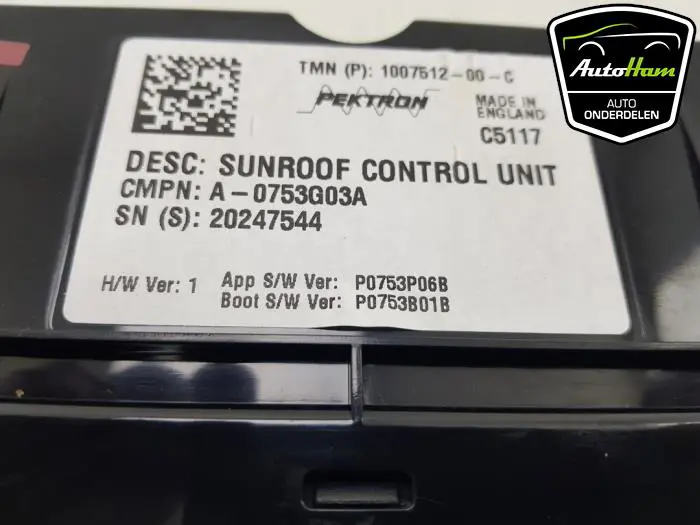 TMN (P): 1007512-00-C
PEKTRON
MADE IN
ENGLAND
C5117
DESC: SUNROOF CONTROL UNIT
CMPN: A-0753G03A
SN (S): 20247544
H/W Ver: 1
App S/W Ver: P0753P06B
Boot S/W Ver: P0753B01B
AutoHam
AUTO
ONDERDELEN